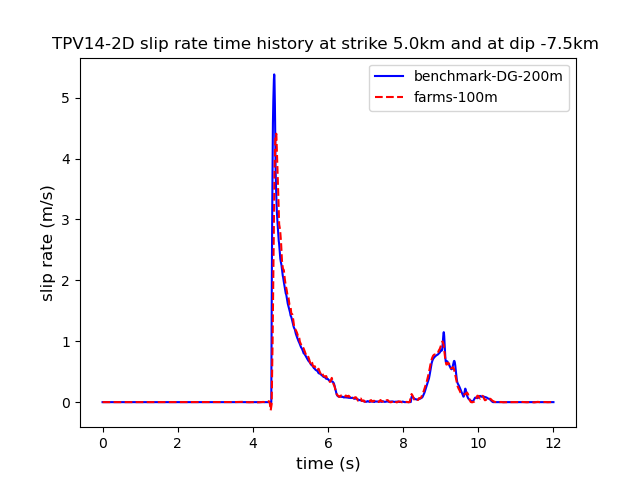 TPV14-2D slip rate time history at strike 5.0km and at dip -7.5km
benchmark-DG-200m
farms-100m
5
4
3
2
1
0
slip rate (m/s)
0 2 4 6 8 10 12
time (s)